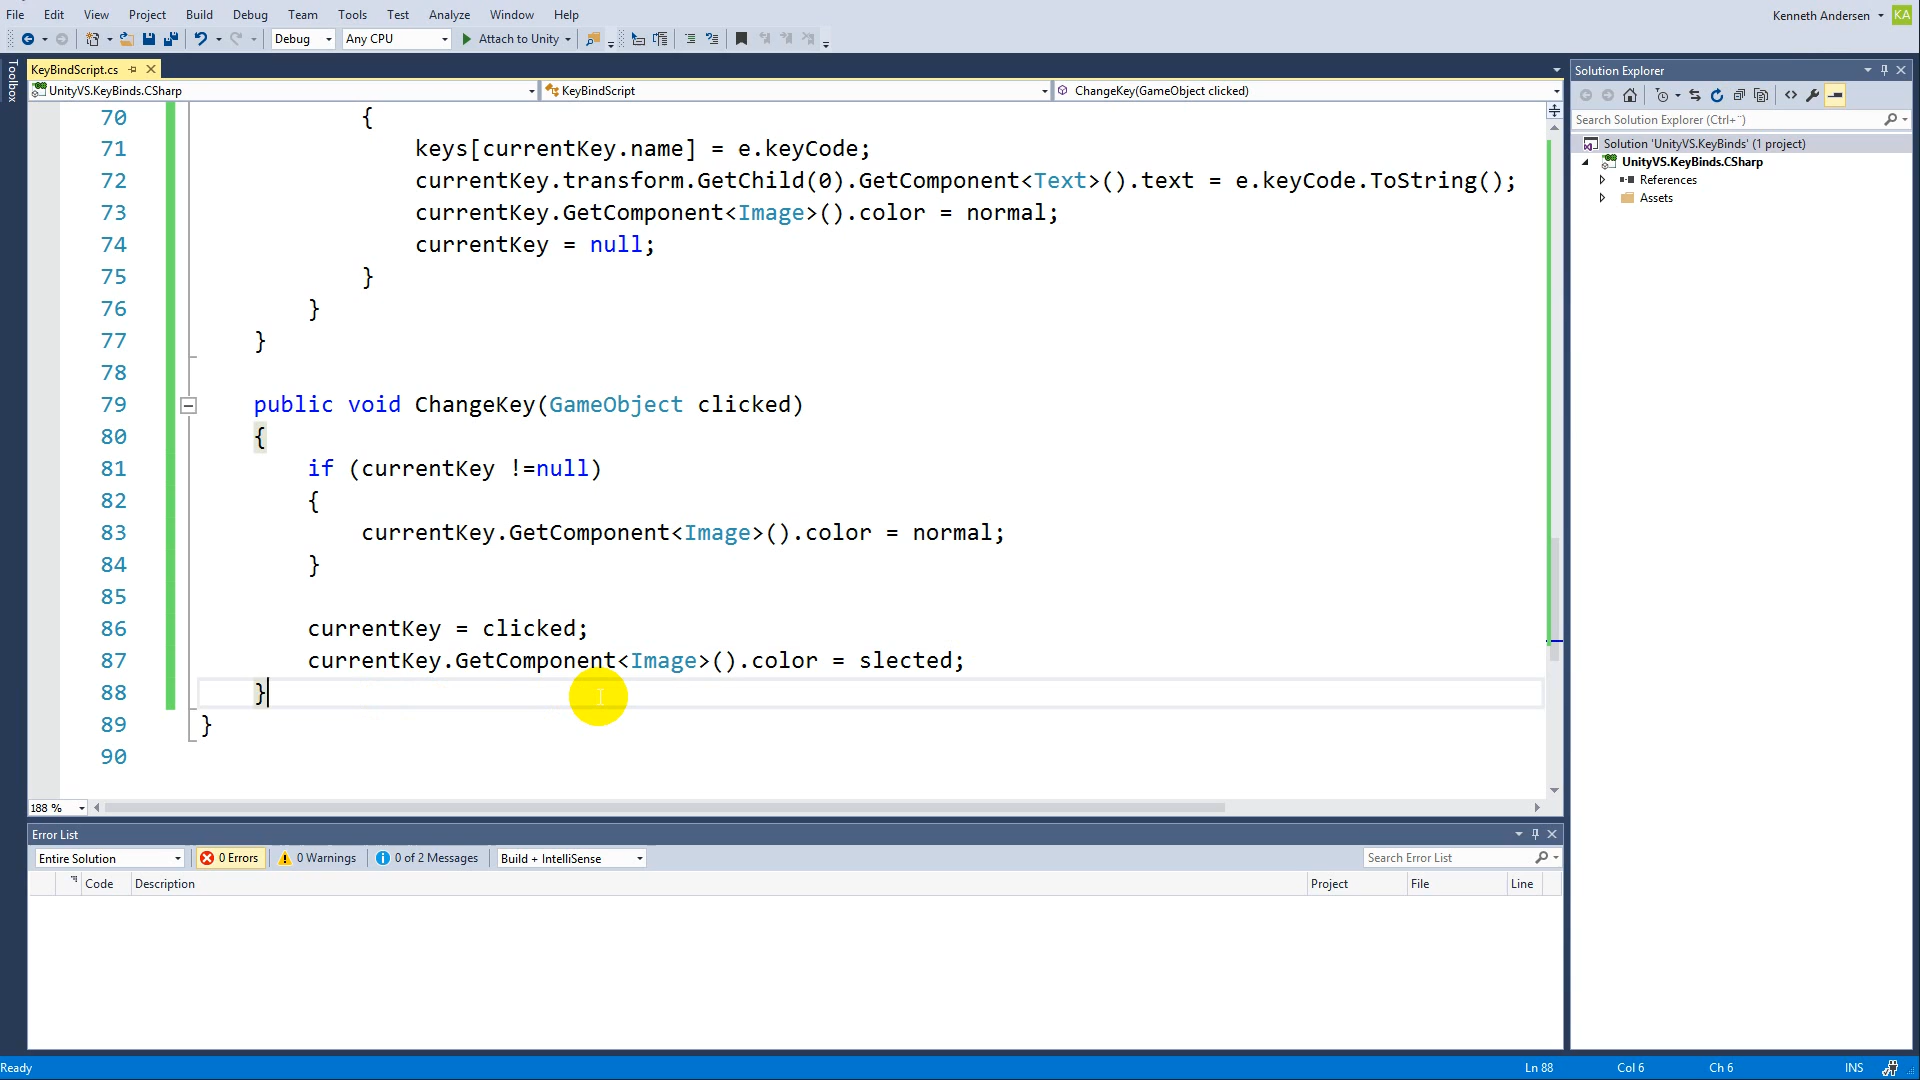 File Edit View Project Build Debug Team Tools Test Analyze Window Help
Kenneth Andersen KA
Debug Any CPU Attach to Unity
Toolbox
KeyBindScript.cs
UnityVS.KeyBinds.CSharp KeyBindScript ChangeKey(GameObject clicked)
70 {
71 keys[currentKey.name] = e.keyCode;
72 currentKey.transform.GetChild(0).GetComponent<Text>().text = e.keyCode.ToString();
73 currentKey.GetComponent<Image>().color = normal;
74 currentKey = null;
75 }
76 }
77 }
78
79 public void ChangeKey(GameObject clicked)
80 {
81 if (currentKey !=null)
82 {
83 currentKey.GetComponent<Image>().color = normal;
84 }
85
86 currentKey = clicked;
87 currentKey.GetComponent<Image>().color = slected;
88 }
89 }
90
188 %
Solution Explorer
Search Solution Explorer (Ctrl+¨)
Solution 'UnityVS.KeyBinds' (1 project)
UnityVS.KeyBinds.CSharp
References
Assets
Error List
Entire Solution 0 Errors 0 Warnings 0 of 2 Messages Build + IntelliSense Search Error List
Code Description Project File Line
Ready Ln 88 Col 6 Ch 6 INS